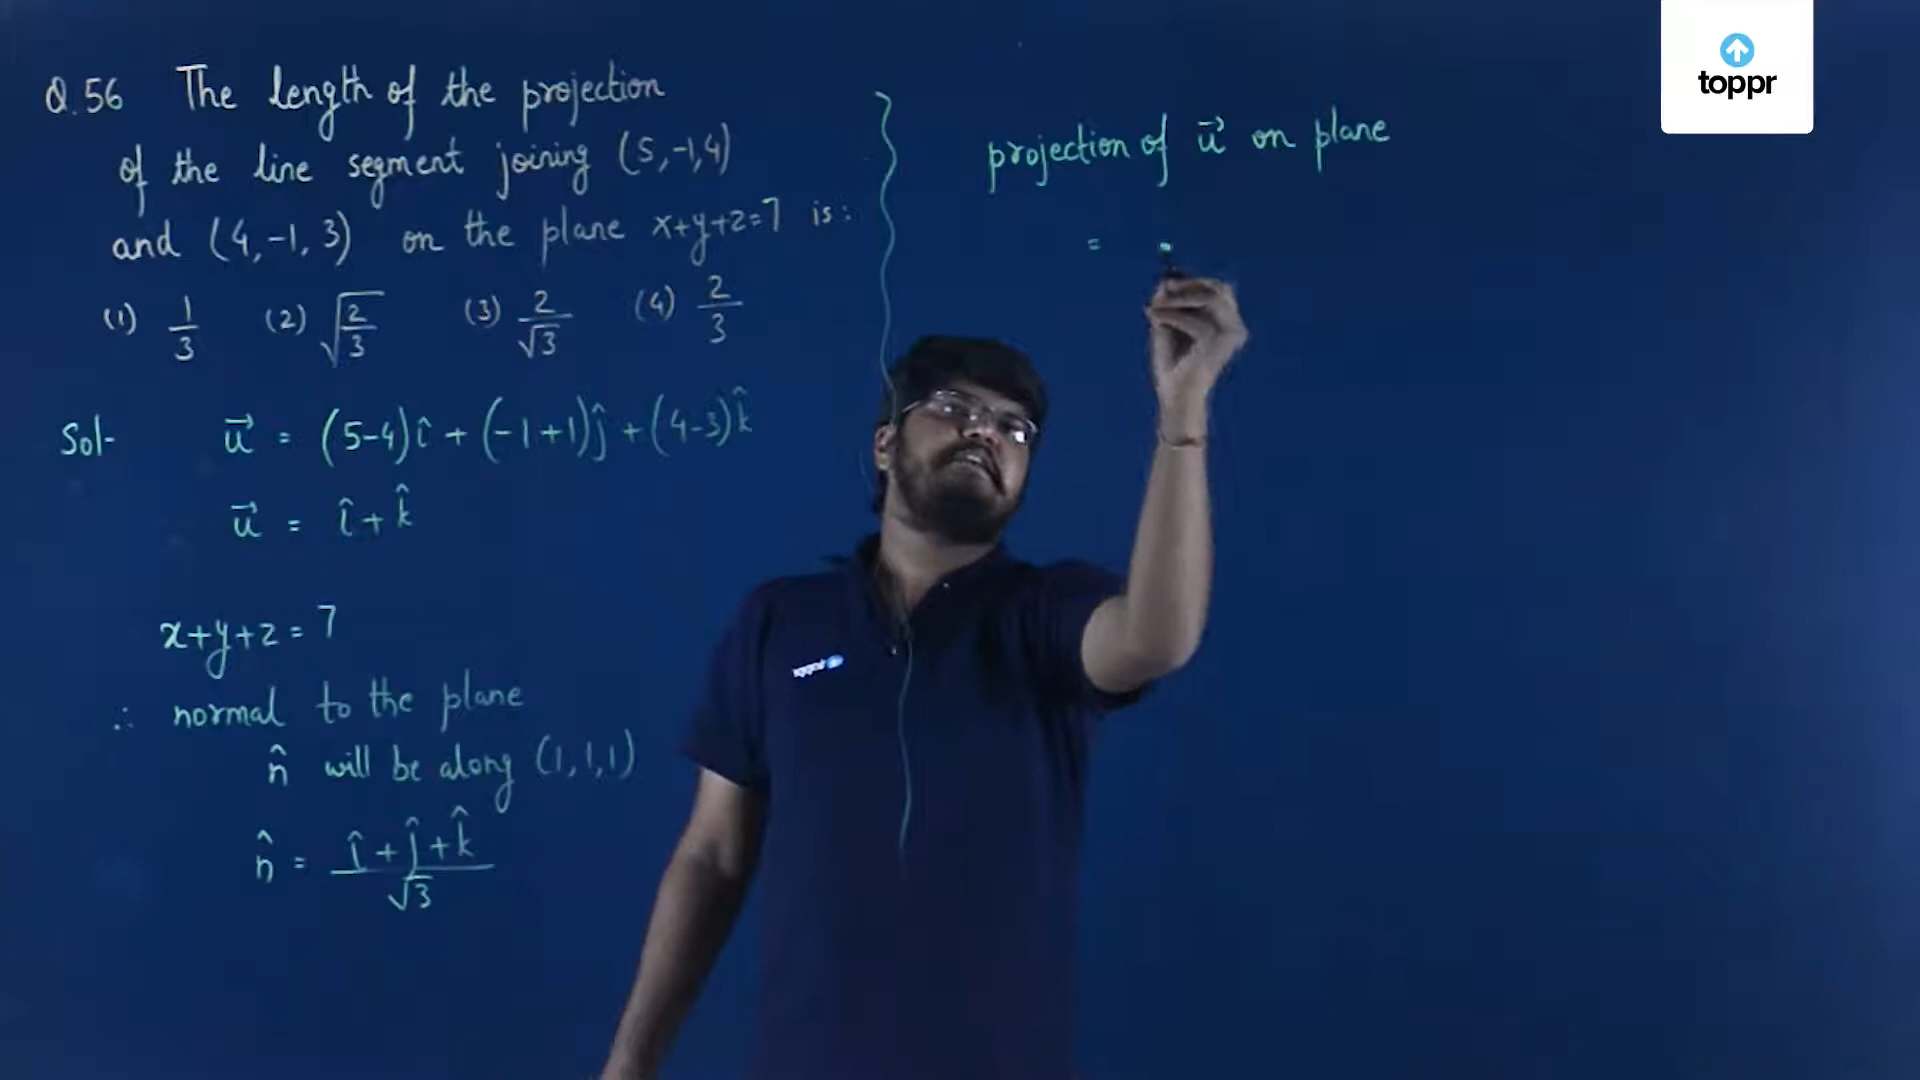 Q.56 The length of the projection
of the line segment joining (5,-1,4)
and (4,-1,3) on the plane x+y+z=7 is:
(1) 1/3 (2) √(2/3) (3) 2/√3 (4) 2/3
Sol- u⃗ = (5-4)î + (-1+1)ĵ + (4-3)k̂
u⃗ = î + k̂
x+y+z=7
∴ normal to the plane
n̂ will be along (1,1,1)
n̂ = (î + ĵ + k̂)/√3
projection of u⃗ on plane
=
toppr
toppr